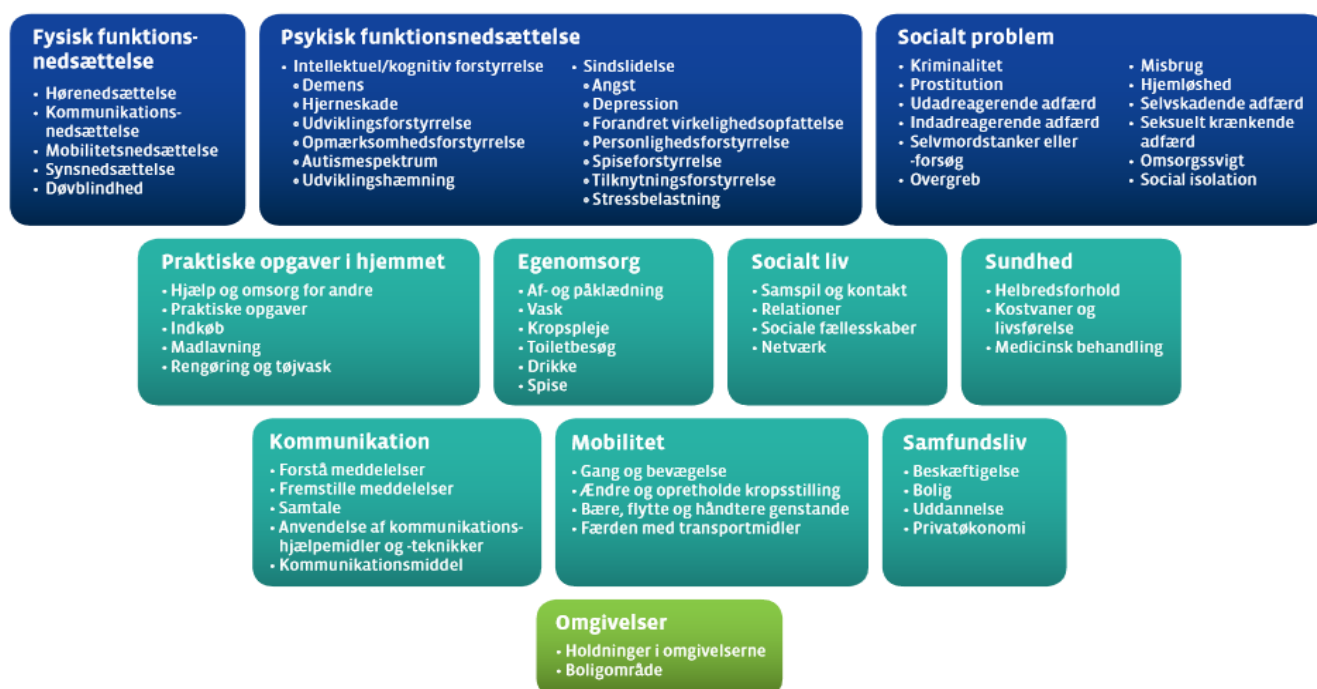 Fysisk funktions-
nedsættelse
• Hørenedsættelse
• Kommunikations-
nedsættelse
• Mobilitetsnedsættelse
• Synsnedsættelse
• Døvblindhed
Psykisk funktionsnedsættelse
• Intellektuel/kognitiv forstyrrelse
• Demens
• Hjerneskade
• Udviklingsforstyrrelse
• Opmærksomhedsforstyrrelse
• Autismespektrum
• Udviklingshæmning
• Sindslidelse
• Angst
• Depression
• Forandret virkelighedsopfattelse
• Personlighedsforstyrrelse
• Spiseforstyrrelse
• Tilknytningsforstyrrelse
• Stressbelastning
Socialt problem
• Kriminalitet
• Prostitution
• Udadreagerende adfærd
• Indadreagerende adfærd
• Selvmordstanker eller
-forsøg
• Overgreb
• Misbrug
• Hjemløshed
• Selvskadende adfærd
• Seksuelt krænkende
adfærd
• Omsorgssvigt
• Social isolation
Praktiske opgaver i hjemmet
• Hjælp og omsorg for andre
• Praktiske opgaver
• Indkøb
• Madlavning
• Rengøring og tøjvask
Egenomsorg
• Af- og påklædning
• Vask
• Kropspleje
• Toiletbesøg
• Drikke
• Spise
Socialt liv
• Samspil og kontakt
• Relationer
• Sociale fællesskaber
• Netværk
Sundhed
• Helbredsforhold
• Kostvaner og
livsførelse
• Medicinsk behandling
Kommunikation
• Forstå meddelelser
• Fremstille meddelelser
• Samtale
• Anvendelse af kommunikations-
hjælpemidler og -teknikker
• Kommunikationsmiddel
Mobilitet
• Gang og bevægelse
• Ændre og opretholde kropsstilling
• Bære, flytte og håndtere genstande
• Færden med transportmidler
Samfundsliv
• Beskæftigelse
• Bolig
• Uddannelse
• Privatøkonomi
Omgivelser
• Holdninger i omgivelserne
• Boligområde